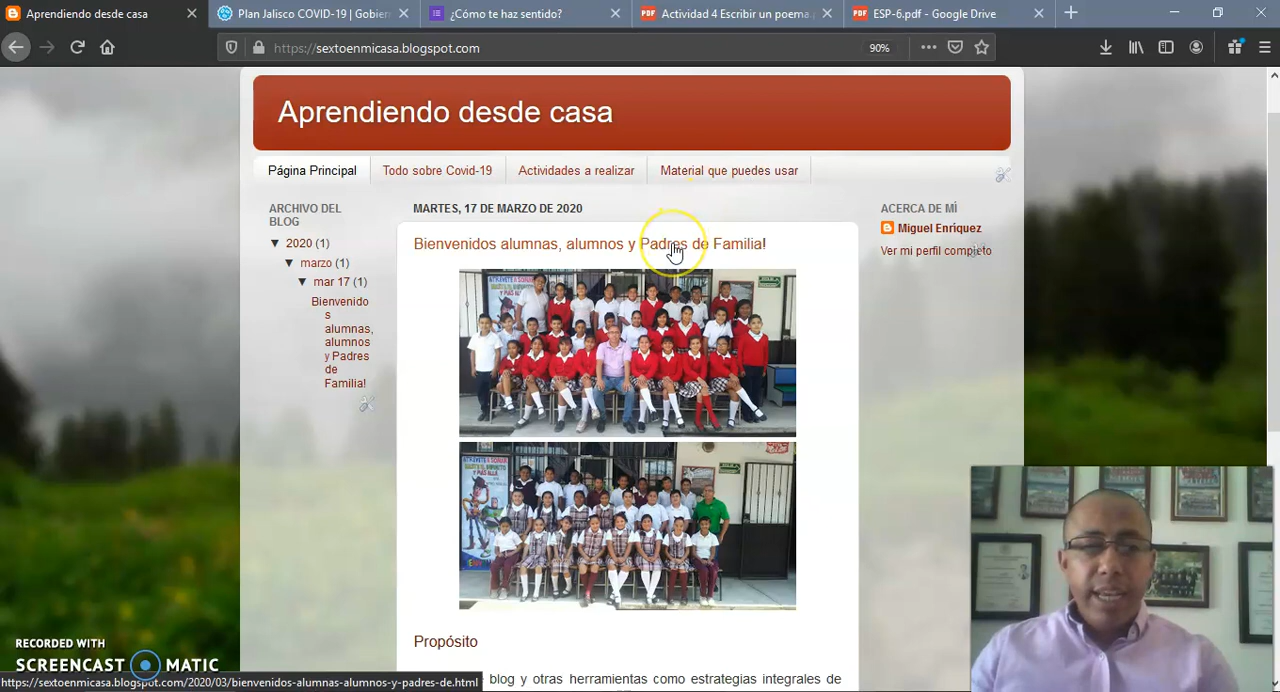 Aprendiendo desde casa
Plan Jalisco COVID-19 | Gobier
¿Cómo te haz sentido?
PDF Actividad 4 Escribir un poema.p
PDF ESP-6.pdf - Google Drive
https://sextoenmicasa.blogspot.com
90%
Aprendiendo desde casa
Página Principal
Todo sobre Covid-19
Actividades a realizar
Material que puedes usar
ARCHIVO DEL
BLOG
▼ 2020 (1)
▼ marzo (1)
▼ mar 17 (1)
Bienvenido
s
alumnas,
alumnos
y Padres
de
Familia!
MARTES, 17 DE MARZO DE 2020
Bienvenidos alumnas, alumnos y Padres de Familia!
Propósito
blog y otras herramientas como estrategias integrales de
ACERCA DE MÍ
Miguel Enríquez
Ver mi perfil completo
RECORDED WITH
SCREENCAST MATIC
https://sextoenmicasa.blogspot.com/2020/03/bienvenidos-alumnas-alumnos-y-padres-de.html